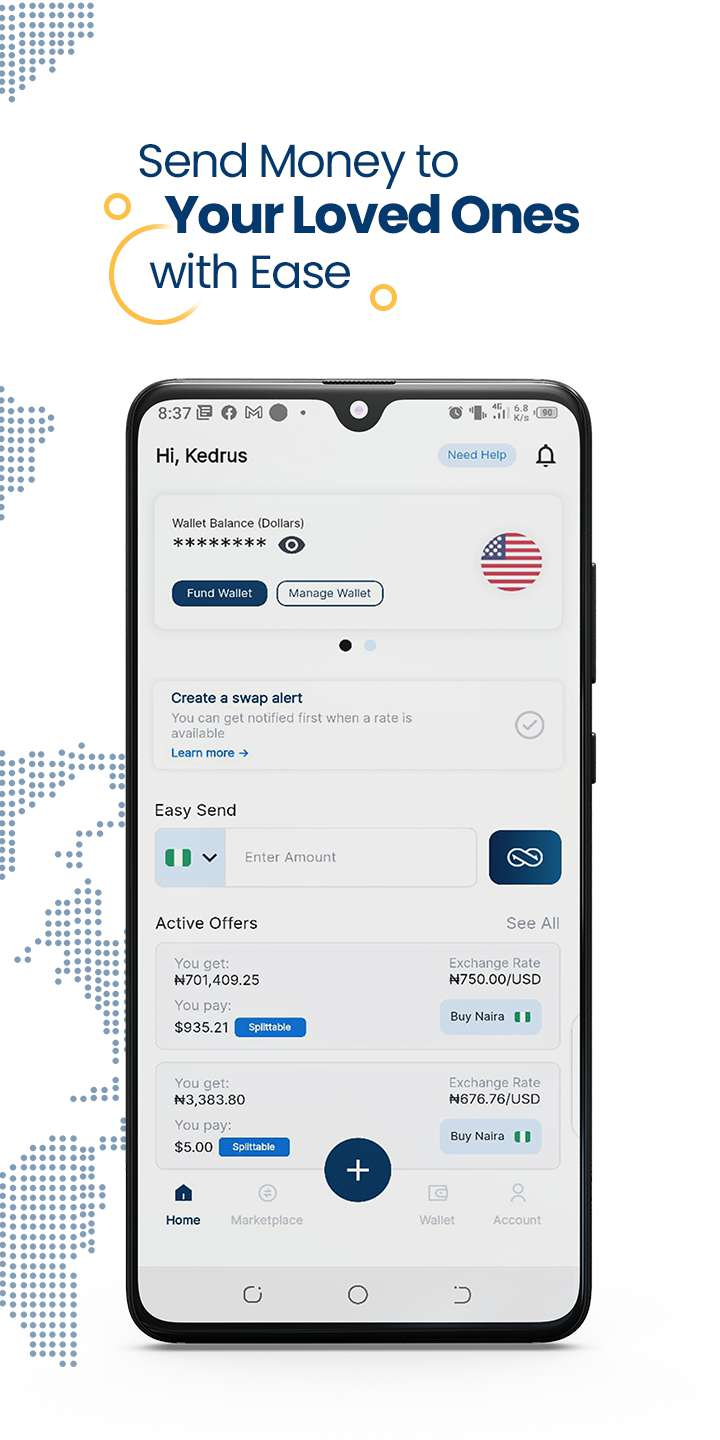 Send Money to
Your Loved Ones
with Ease
8:37
4G
6.8
K/s
90
Hi, Kedrus
Need Help
Wallet Balance (Dollars)
********
Fund Wallet
Manage Wallet
Create a swap alert
You can get notified first when a rate is
available
Learn more →
Easy Send
Enter Amount
Active Offers
See All
You get:
Exchange Rate
₦701,409.25
₦750.00/USD
You pay:
$935.21
Splittable
Buy Naira
You get:
Exchange Rate
₦3,383.80
₦676.76/USD
You pay:
$5.00
Splittable
Buy Naira
+
Home
Marketplace
Wallet
Account